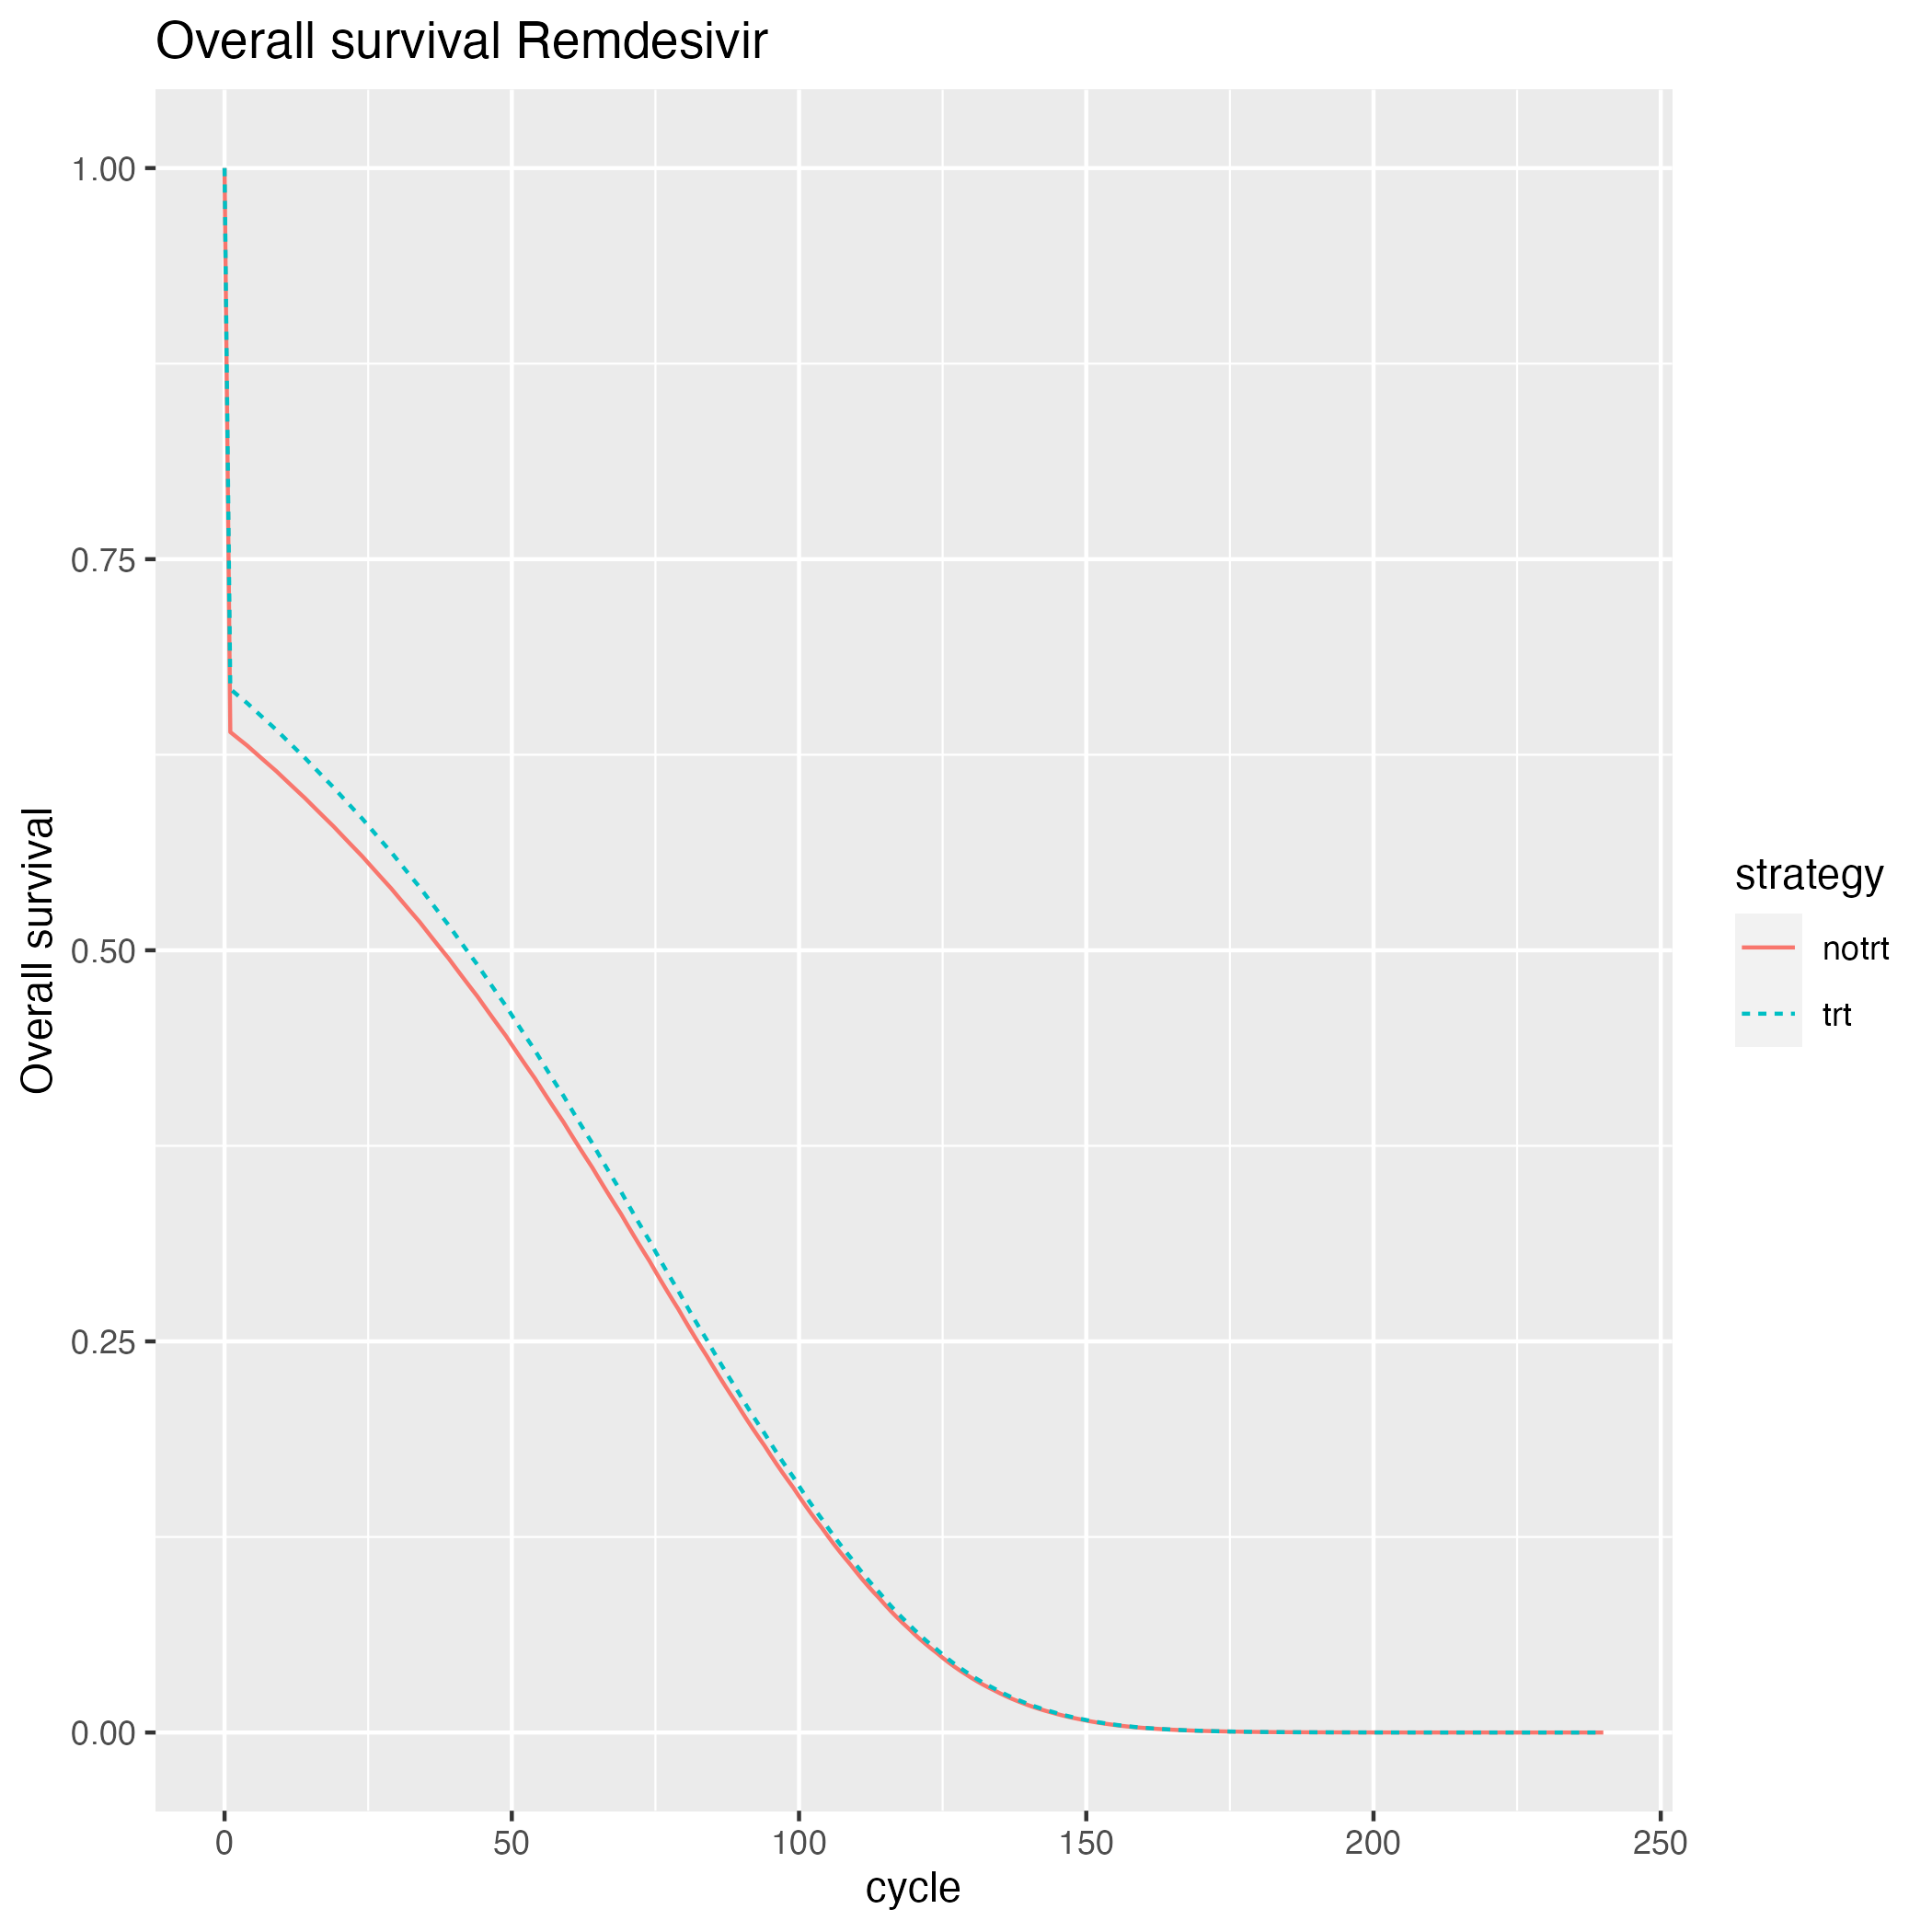 Overall survival Remdesivir
Overall survival
1.00
0.75
0.50
0.25
0.00
0 50 100 150 200 250
cycle
strategy
notrt
trt